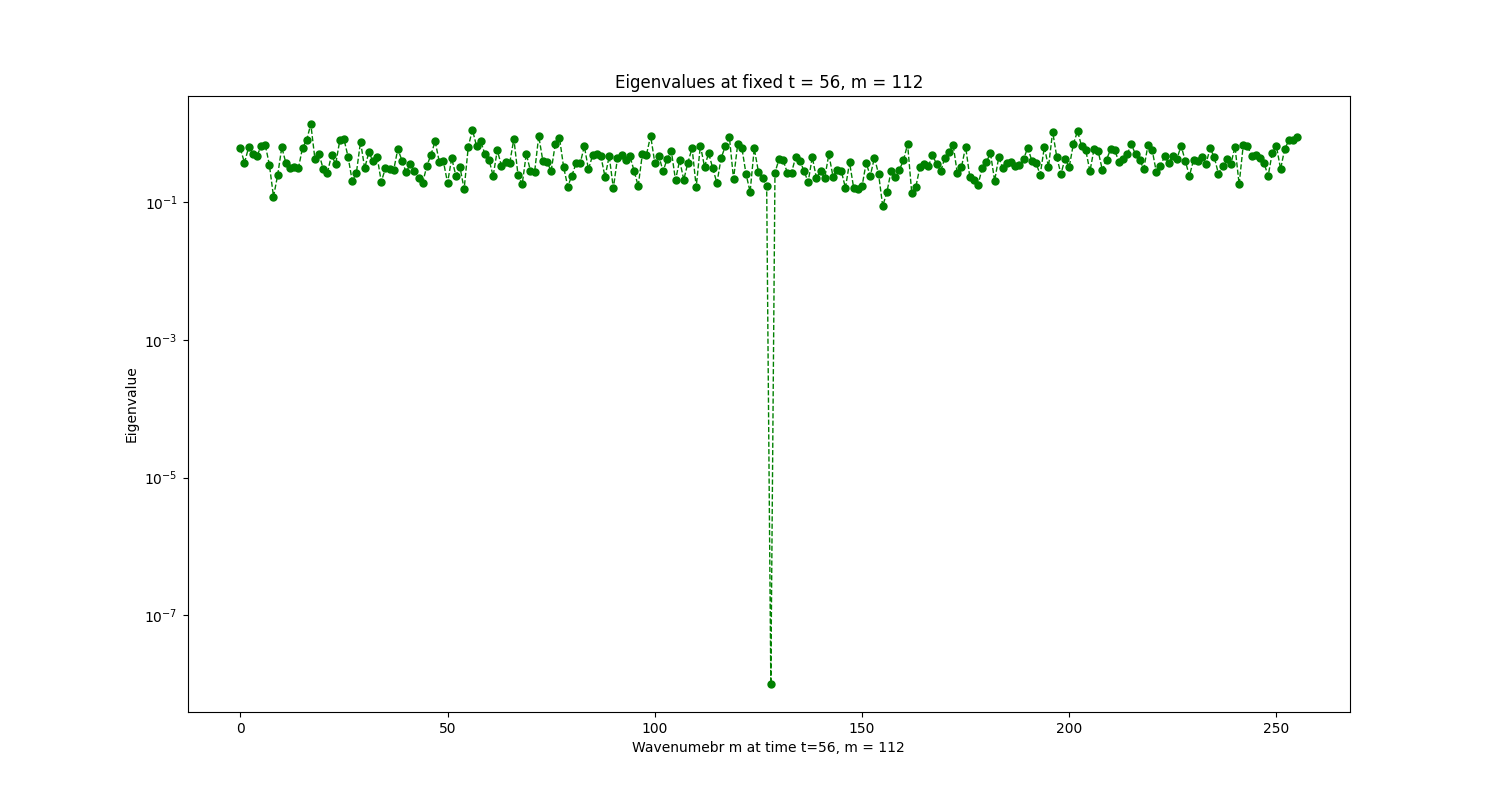 Eigenvalues at fixed t = 56, m = 112
Eigenvalue
10⁻¹
10⁻³
10⁻⁵
10⁻⁷
0 50 100 150 200 250
Wavenumebr m at time t=56, m = 112